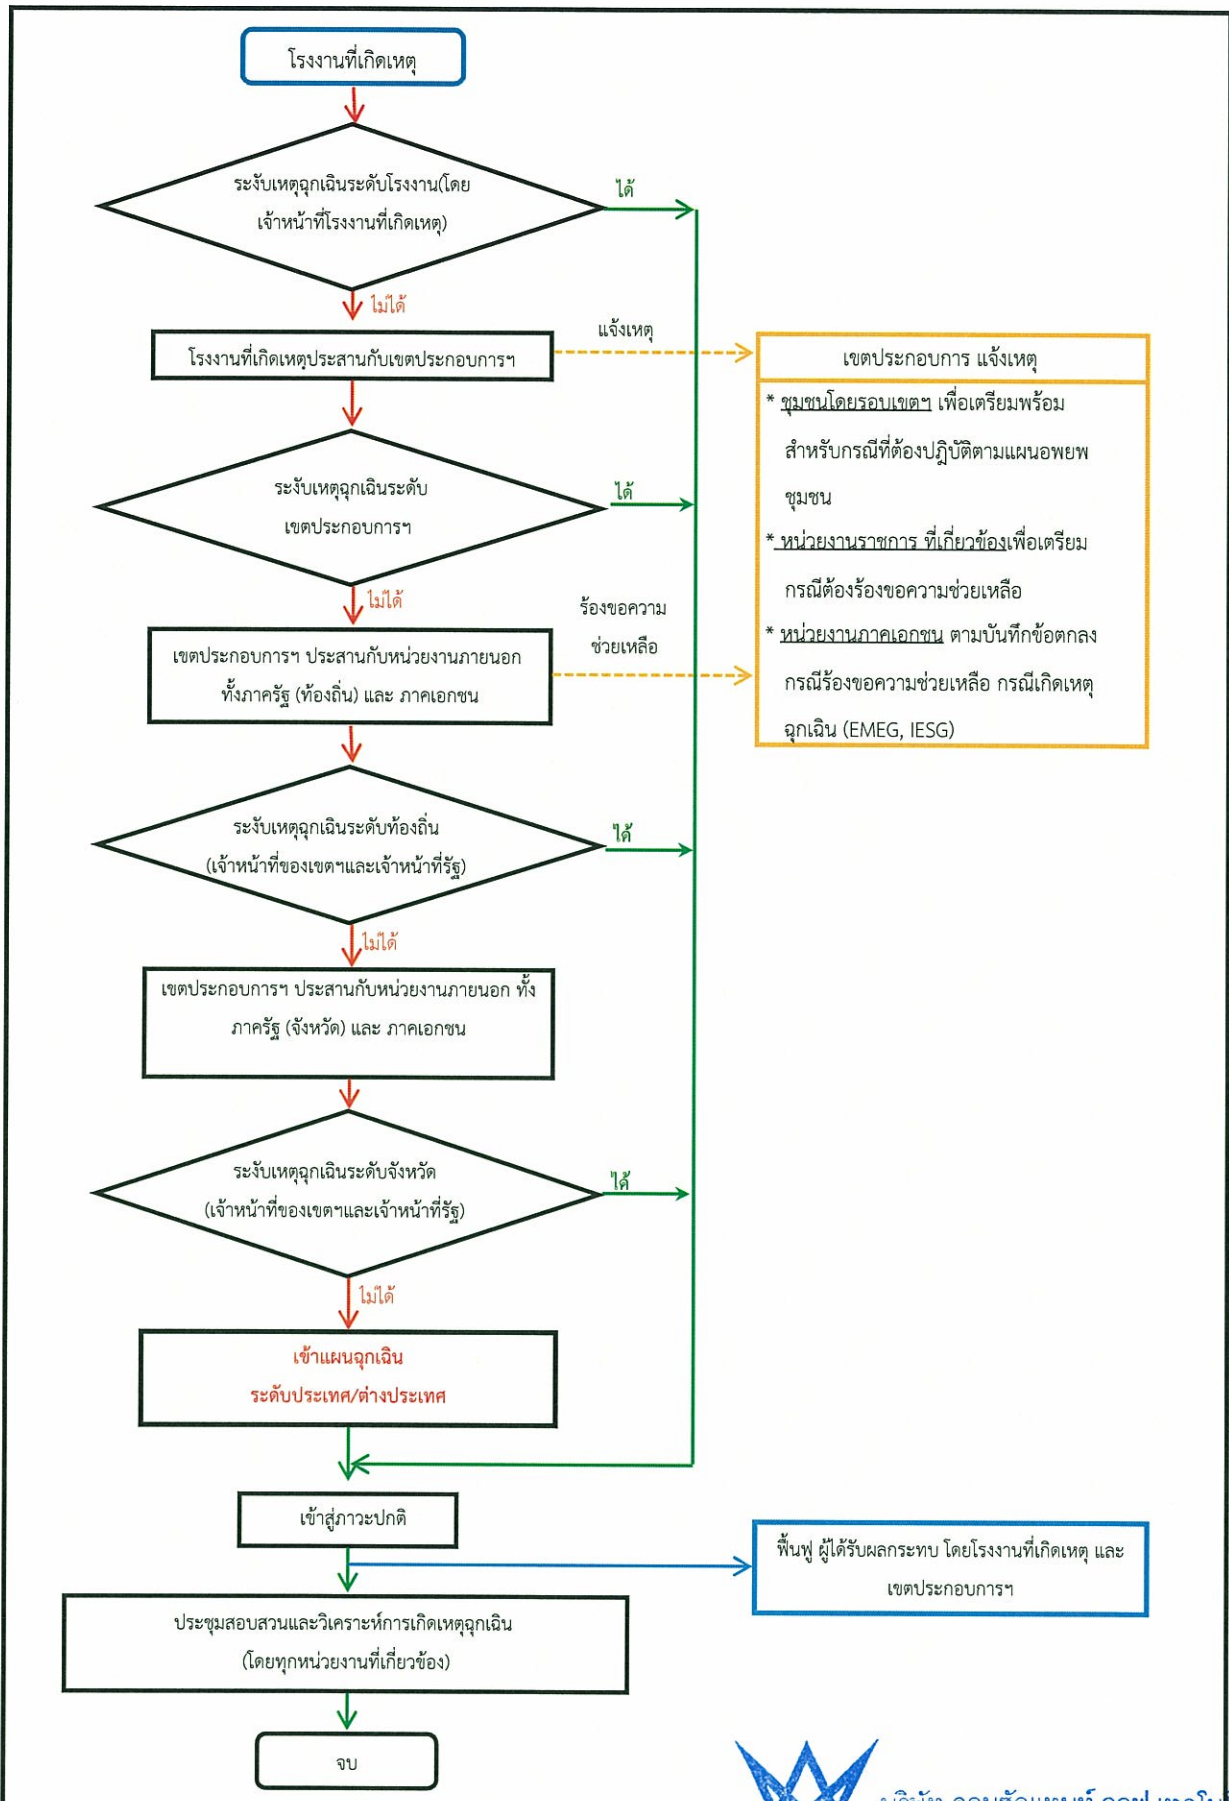 โรงงานที่เกิดเหตุ
ระงับเหตุฉุกเฉินระดับโรงงาน(โดย
เจ้าหน้าที่โรงงานที่เกิดเหตุ)
ได้
ไม่ได้
โรงงานที่เกิดเหตุประสานกับเขตประกอบการฯ
แจ้งเหตุ
เขตประกอบการ แจ้งเหตุ
* ชุมชนโดยรอบเขตฯ เพื่อเตรียมพร้อม
สำหรับกรณีที่ต้องปฏิบัติตามแผนอพยพ
ชุมชน
* หน่วยงานราชการ ที่เกี่ยวข้องเพื่อเตรียม
กรณีต้องร้องขอความช่วยเหลือ
* หน่วยงานภาคเอกชน ตามบันทึกข้อตกลง
กรณีร้องขอความช่วยเหลือ กรณีเกิดเหตุ
ฉุกเฉิน (EMEG, IESG)
ระงับเหตุฉุกเฉินระดับ
เขตประกอบการฯ
ได้
ไม่ได้
เขตประกอบการฯ ประสานกับหน่วยงานภายนอก
ทั้งภาครัฐ (ท้องถิ่น) และ ภาคเอกชน
ร้องขอความ
ช่วยเหลือ
ระงับเหตุฉุกเฉินระดับท้องถิ่น
(เจ้าหน้าที่ของเขตฯและเจ้าหน้าที่รัฐ)
ได้
ไม่ได้
เขตประกอบการฯ ประสานกับหน่วยงานภายนอก ทั้ง
ภาครัฐ (จังหวัด) และ ภาคเอกชน
ระงับเหตุฉุกเฉินระดับจังหวัด
(เจ้าหน้าที่ของเขตฯและเจ้าหน้าที่รัฐ)
ได้
ไม่ได้
เข้าแผนฉุกเฉิน
ระดับประเทศ/ต่างประเทศ
เข้าสู่ภาวะปกติ
ฟื้นฟู ผู้ได้รับผลกระทบ โดยโรงงานที่เกิดเหตุ และ
เขตประกอบการฯ
ประชุมสอบสวนและวิเคราะห์การเกิดเหตุฉุกเฉิน
(โดยทุกหน่วยงานที่เกี่ยวข้อง)
จบ